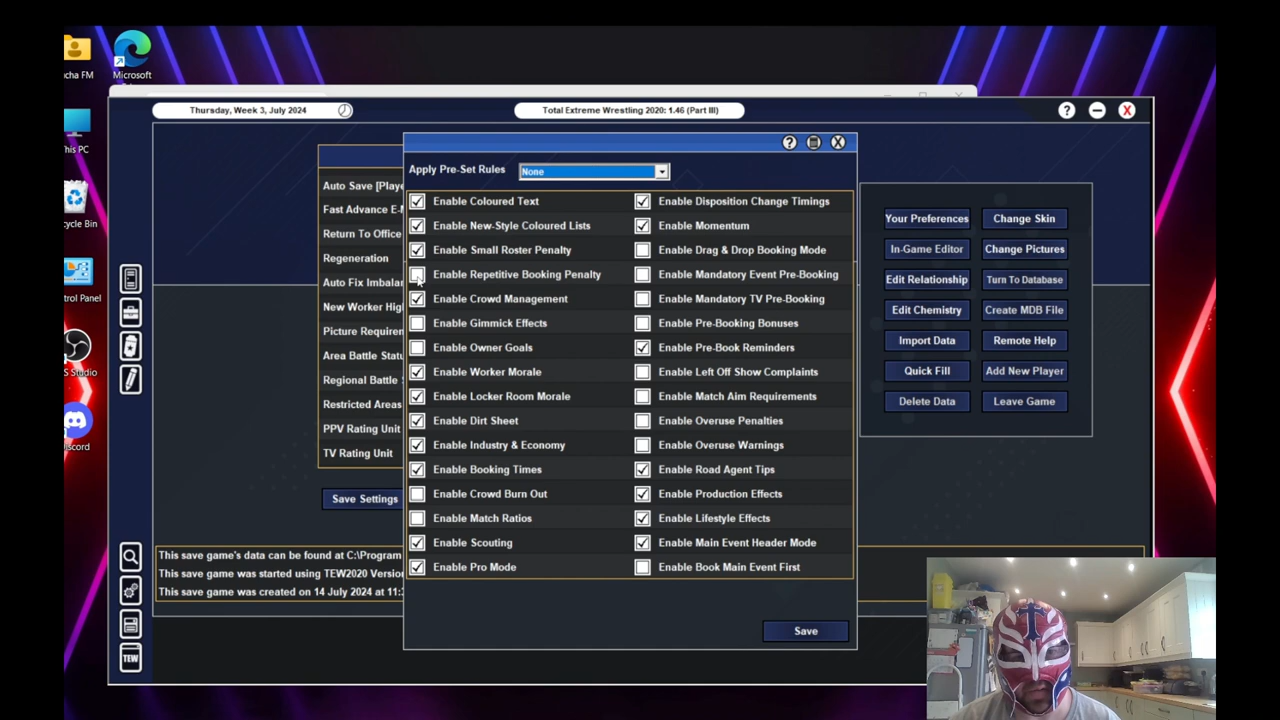 cha FM
Microsoft
This PC
cycle Bin
trol Panel
S Studio
iscord
Thursday, Week 3, July 2024
Total Extreme Wrestling 2020: 1.46 (Part III)
?
X
Auto Save [Playe
Fast Advance E-M
Return To Office
Regeneration
Auto Fix Imbalan
New Worker Hig
Picture Requirem
Area Battle Statu
Regional Battle S
Restricted Areas
PPV Rating Unit
TV Rating Unit
Save Settings
? X
Apply Pre-Set Rules
None
Enable Coloured Text
Enable New-Style Coloured Lists
Enable Small Roster Penalty
Enable Repetitive Booking Penalty
Enable Crowd Management
Enable Gimmick Effects
Enable Owner Goals
Enable Worker Morale
Enable Locker Room Morale
Enable Dirt Sheet
Enable Industry & Economy
Enable Booking Times
Enable Crowd Burn Out
Enable Match Ratios
Enable Scouting
Enable Pro Mode
Enable Disposition Change Timings
Enable Momentum
Enable Drag & Drop Booking Mode
Enable Mandatory Event Pre-Booking
Enable Mandatory TV Pre-Booking
Enable Pre-Booking Bonuses
Enable Pre-Book Reminders
Enable Left Off Show Complaints
Enable Match Aim Requirements
Enable Overuse Penalties
Enable Overuse Warnings
Enable Road Agent Tips
Enable Production Effects
Enable Lifestyle Effects
Enable Main Event Header Mode
Enable Book Main Event First
Save
Your Preferences
Change Skin
In-Game Editor
Change Pictures
Edit Relationship
Turn To Database
Edit Chemistry
Create MDB File
Import Data
Remote Help
Quick Fill
Add New Player
Delete Data
Leave Game
This save game's data can be found at C:\Program
This save game was started using TEW2020 Versio
This save game was created on 14 July 2024 at 11:
TEW